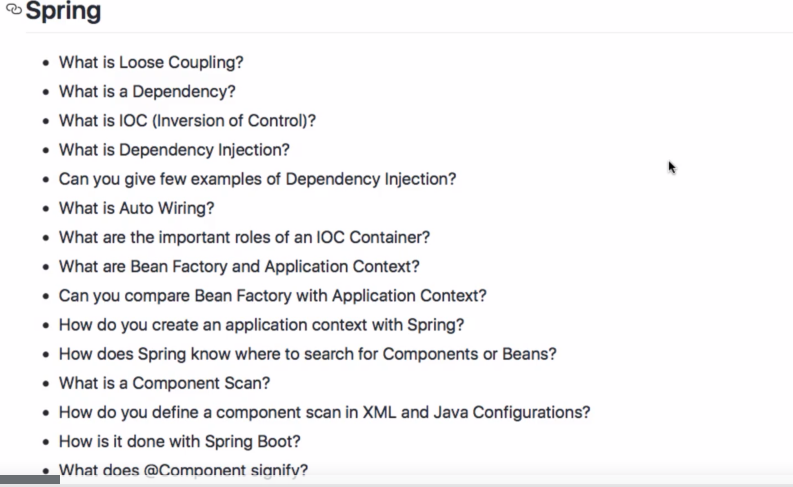 Spring
What is Loose Coupling?
What is a Dependency?
What is IOC (Inversion of Control)?
What is Dependency Injection?
Can you give few examples of Dependency Injection?
What is Auto Wiring?
What are the important roles of an IOC Container?
What are Bean Factory and Application Context?
Can you compare Bean Factory with Application Context?
How do you create an application context with Spring?
How does Spring know where to search for Components or Beans?
What is a Component Scan?
How do you define a component scan in XML and Java Configurations?
How is it done with Spring Boot?
What does @Component signify?